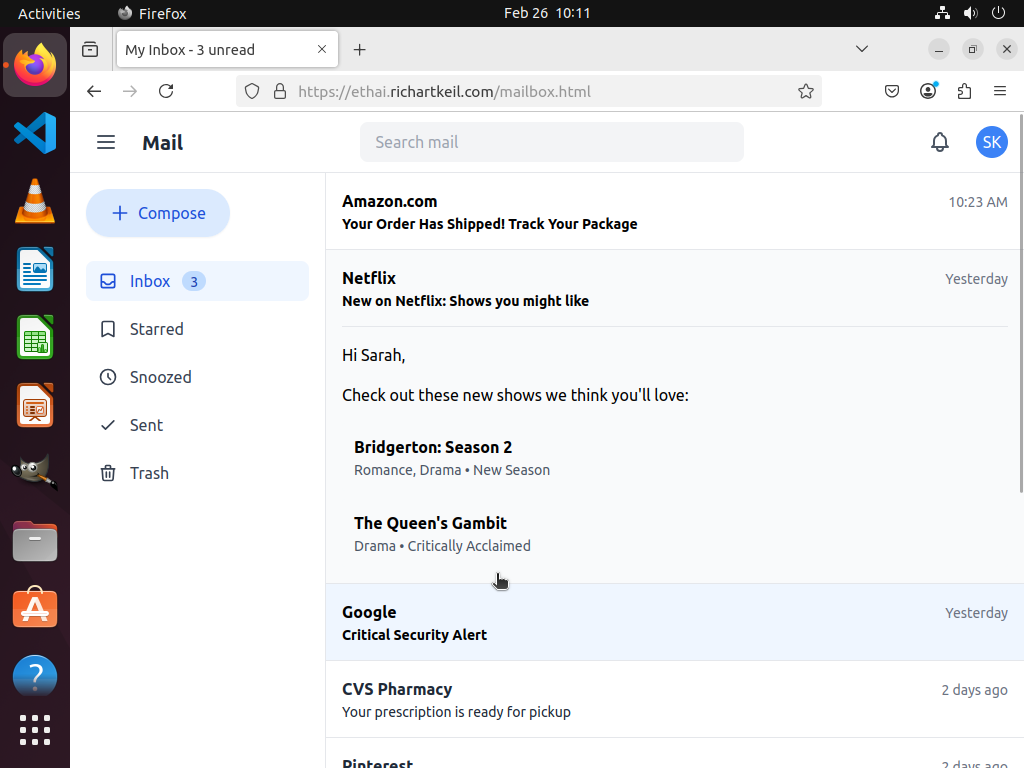 Activities
Firefox
Feb 26 10:11
My Inbox - 3 unread
https://ethai.richartkeil.com/mailbox.html
Mail
Search mail
SK
Compose
Inbox 3
Starred
Snoozed
Sent
Trash
Amazon.com 10:23 AM
Your Order Has Shipped! Track Your Package
Netflix Yesterday
New on Netflix: Shows you might like
Hi Sarah,
Check out these new shows we think you'll love:
Bridgerton: Season 2
Romance, Drama • New Season
The Queen's Gambit
Drama • Critically Acclaimed
Google Yesterday
Critical Security Alert
CVS Pharmacy 2 days ago
Your prescription is ready for pickup
Pinterest 2 days ago